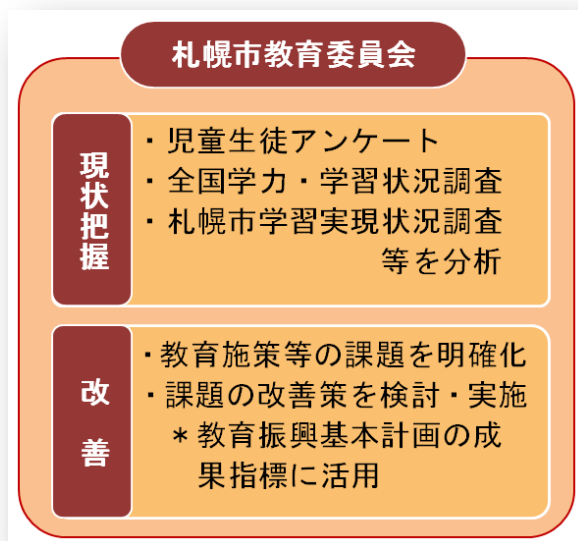 札幌市教育委員会
現状把握
・児童生徒アンケート
・全国学力・学習状況調査
・札幌市学習実現状況調査
等を分析
改善
・教育施策等の課題を明確化
・課題の改善策を検討・実施
＊教育振興基本計画の成
果指標に活用